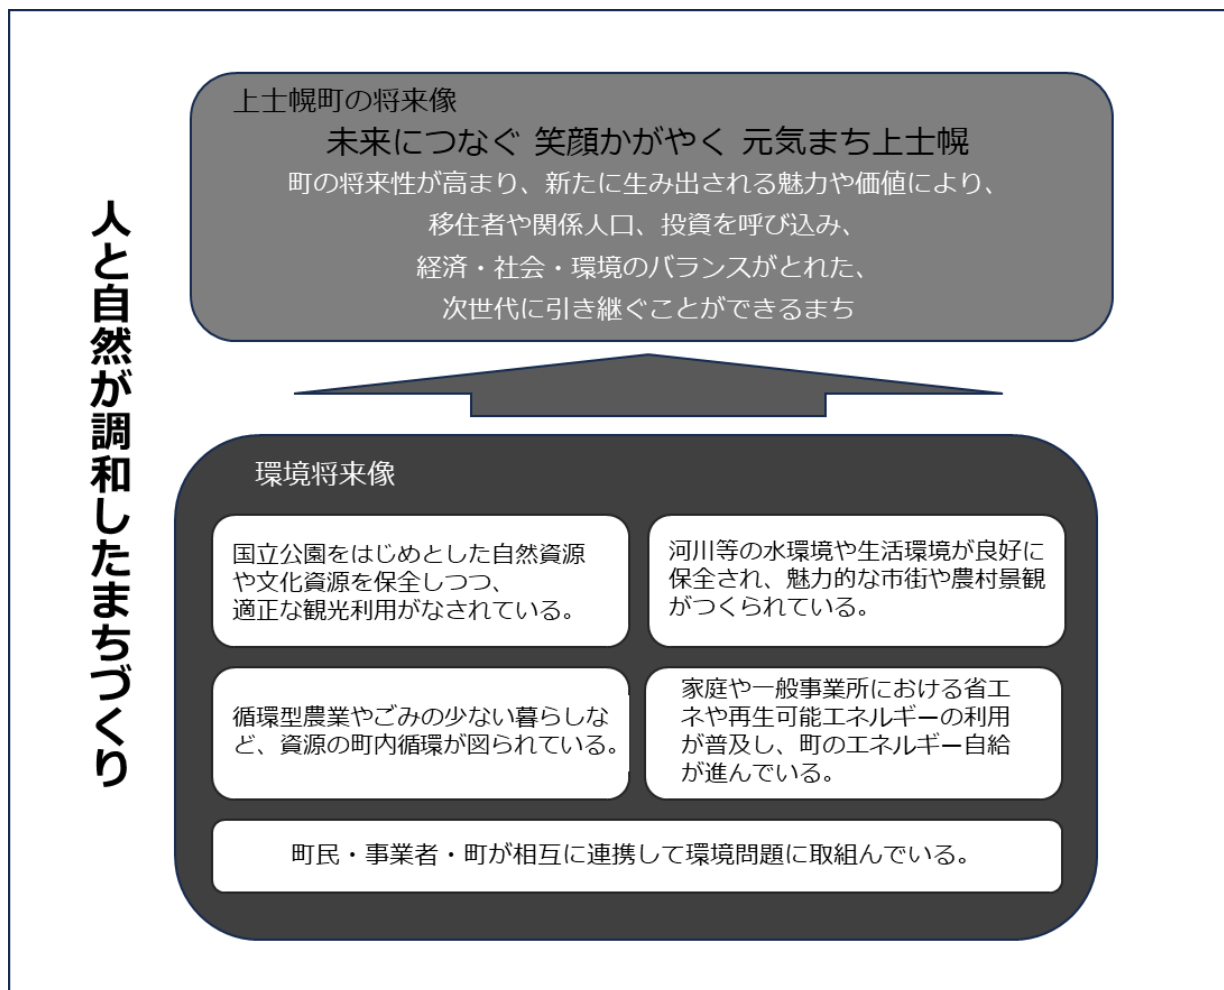 人と自然が調和したまちづくり
上士幌町の将来像
未来につなぐ 笑顔かがやく 元気まち上士幌
町の将来性が高まり、新たに生み出される魅力や価値により、
移住者や関係人口、投資を呼び込み、
経済・社会・環境のバランスがとれた、
次世代に引き継ぐことができるまち
環境将来像
国立公園をはじめとした自然資源
や文化資源を保全しつつ、
適正な観光利用がなされている。
河川等の水環境や生活環境が良好に
保全され、魅力的な市街や農村景観
がつくられている。
循環型農業やごみの少ない暮らしな
ど、資源の町内循環が図られている。
家庭や一般事業所における省エ
ネや再生可能エネルギーの利用
が普及し、町のエネルギー自給
が進んでいる。
町民・事業者・町が相互に連携して環境問題に取組んでいる。